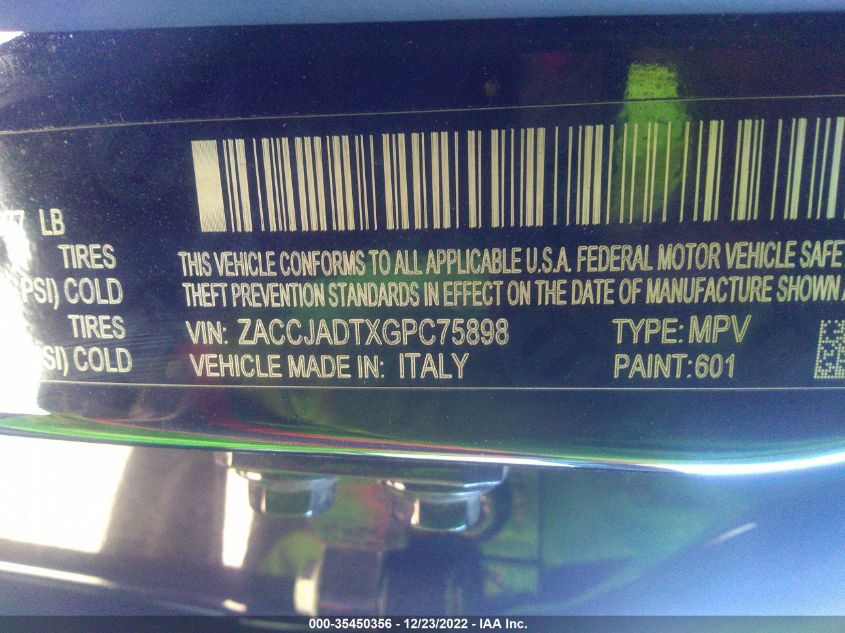 LB
TIRES
PSI) COLD
TIRES
SI) COLD
THIS VEHICLE CONFORMS TO ALL APPLICABLE U.S.A. FEDERAL MOTOR VEHICLE SAFE
THEFT PREVENTION STANDARDS IN EFFECT ON THE DATE OF MANUFACTURE SHOWN A
VIN: ZACCJADTXGPC75898 TYPE: MPV
VEHICLE MADE IN: ITALY PAINT: 601
000-35450356 - 12/23/2022 - IAA Inc.